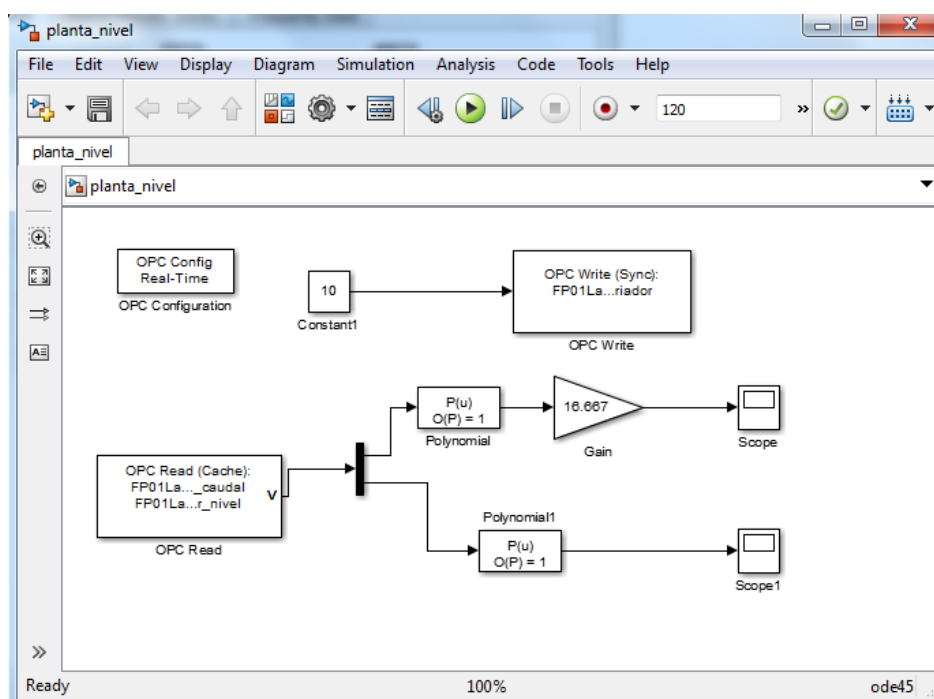 planta_nivel
File Edit View Display Diagram Simulation Analysis Code Tools Help
120
planta_nivel
planta_nivel
OPC Config
Real-Time
OPC Configuration
10
Constant1
OPC Write (Sync):
FP01La...riador
OPC Write
P(u)
O(P) = 1
Polynomial
16.667
Gain
Scope
OPC Read (Cache):
FP01La..._caudal
FP01La...r_nivel
V
OPC Read
Polynomial1
P(u)
O(P) = 1
Scope1
Ready 100% ode45